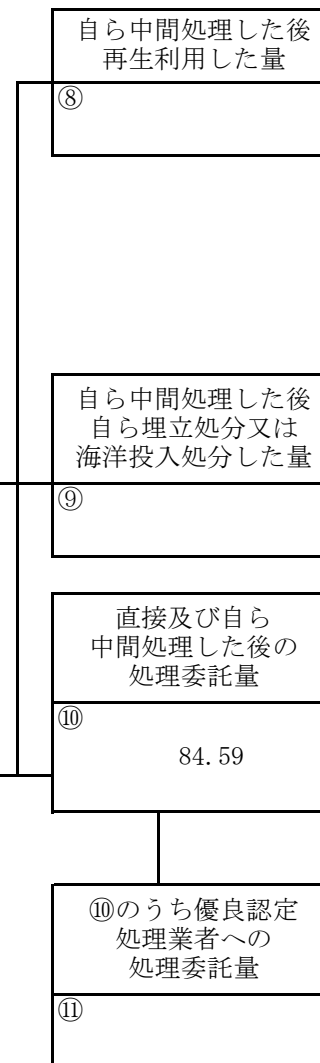 自ら中間処理した後
再生利用した量
⑧
自ら中間処理した後
自ら埋立処分又は
海洋投入処分した量
⑨
直接及び自ら
中間処理した後の
処理委託量
⑩
84.59
⑩のうち優良認定
処理業者への
処理委託量
⑪